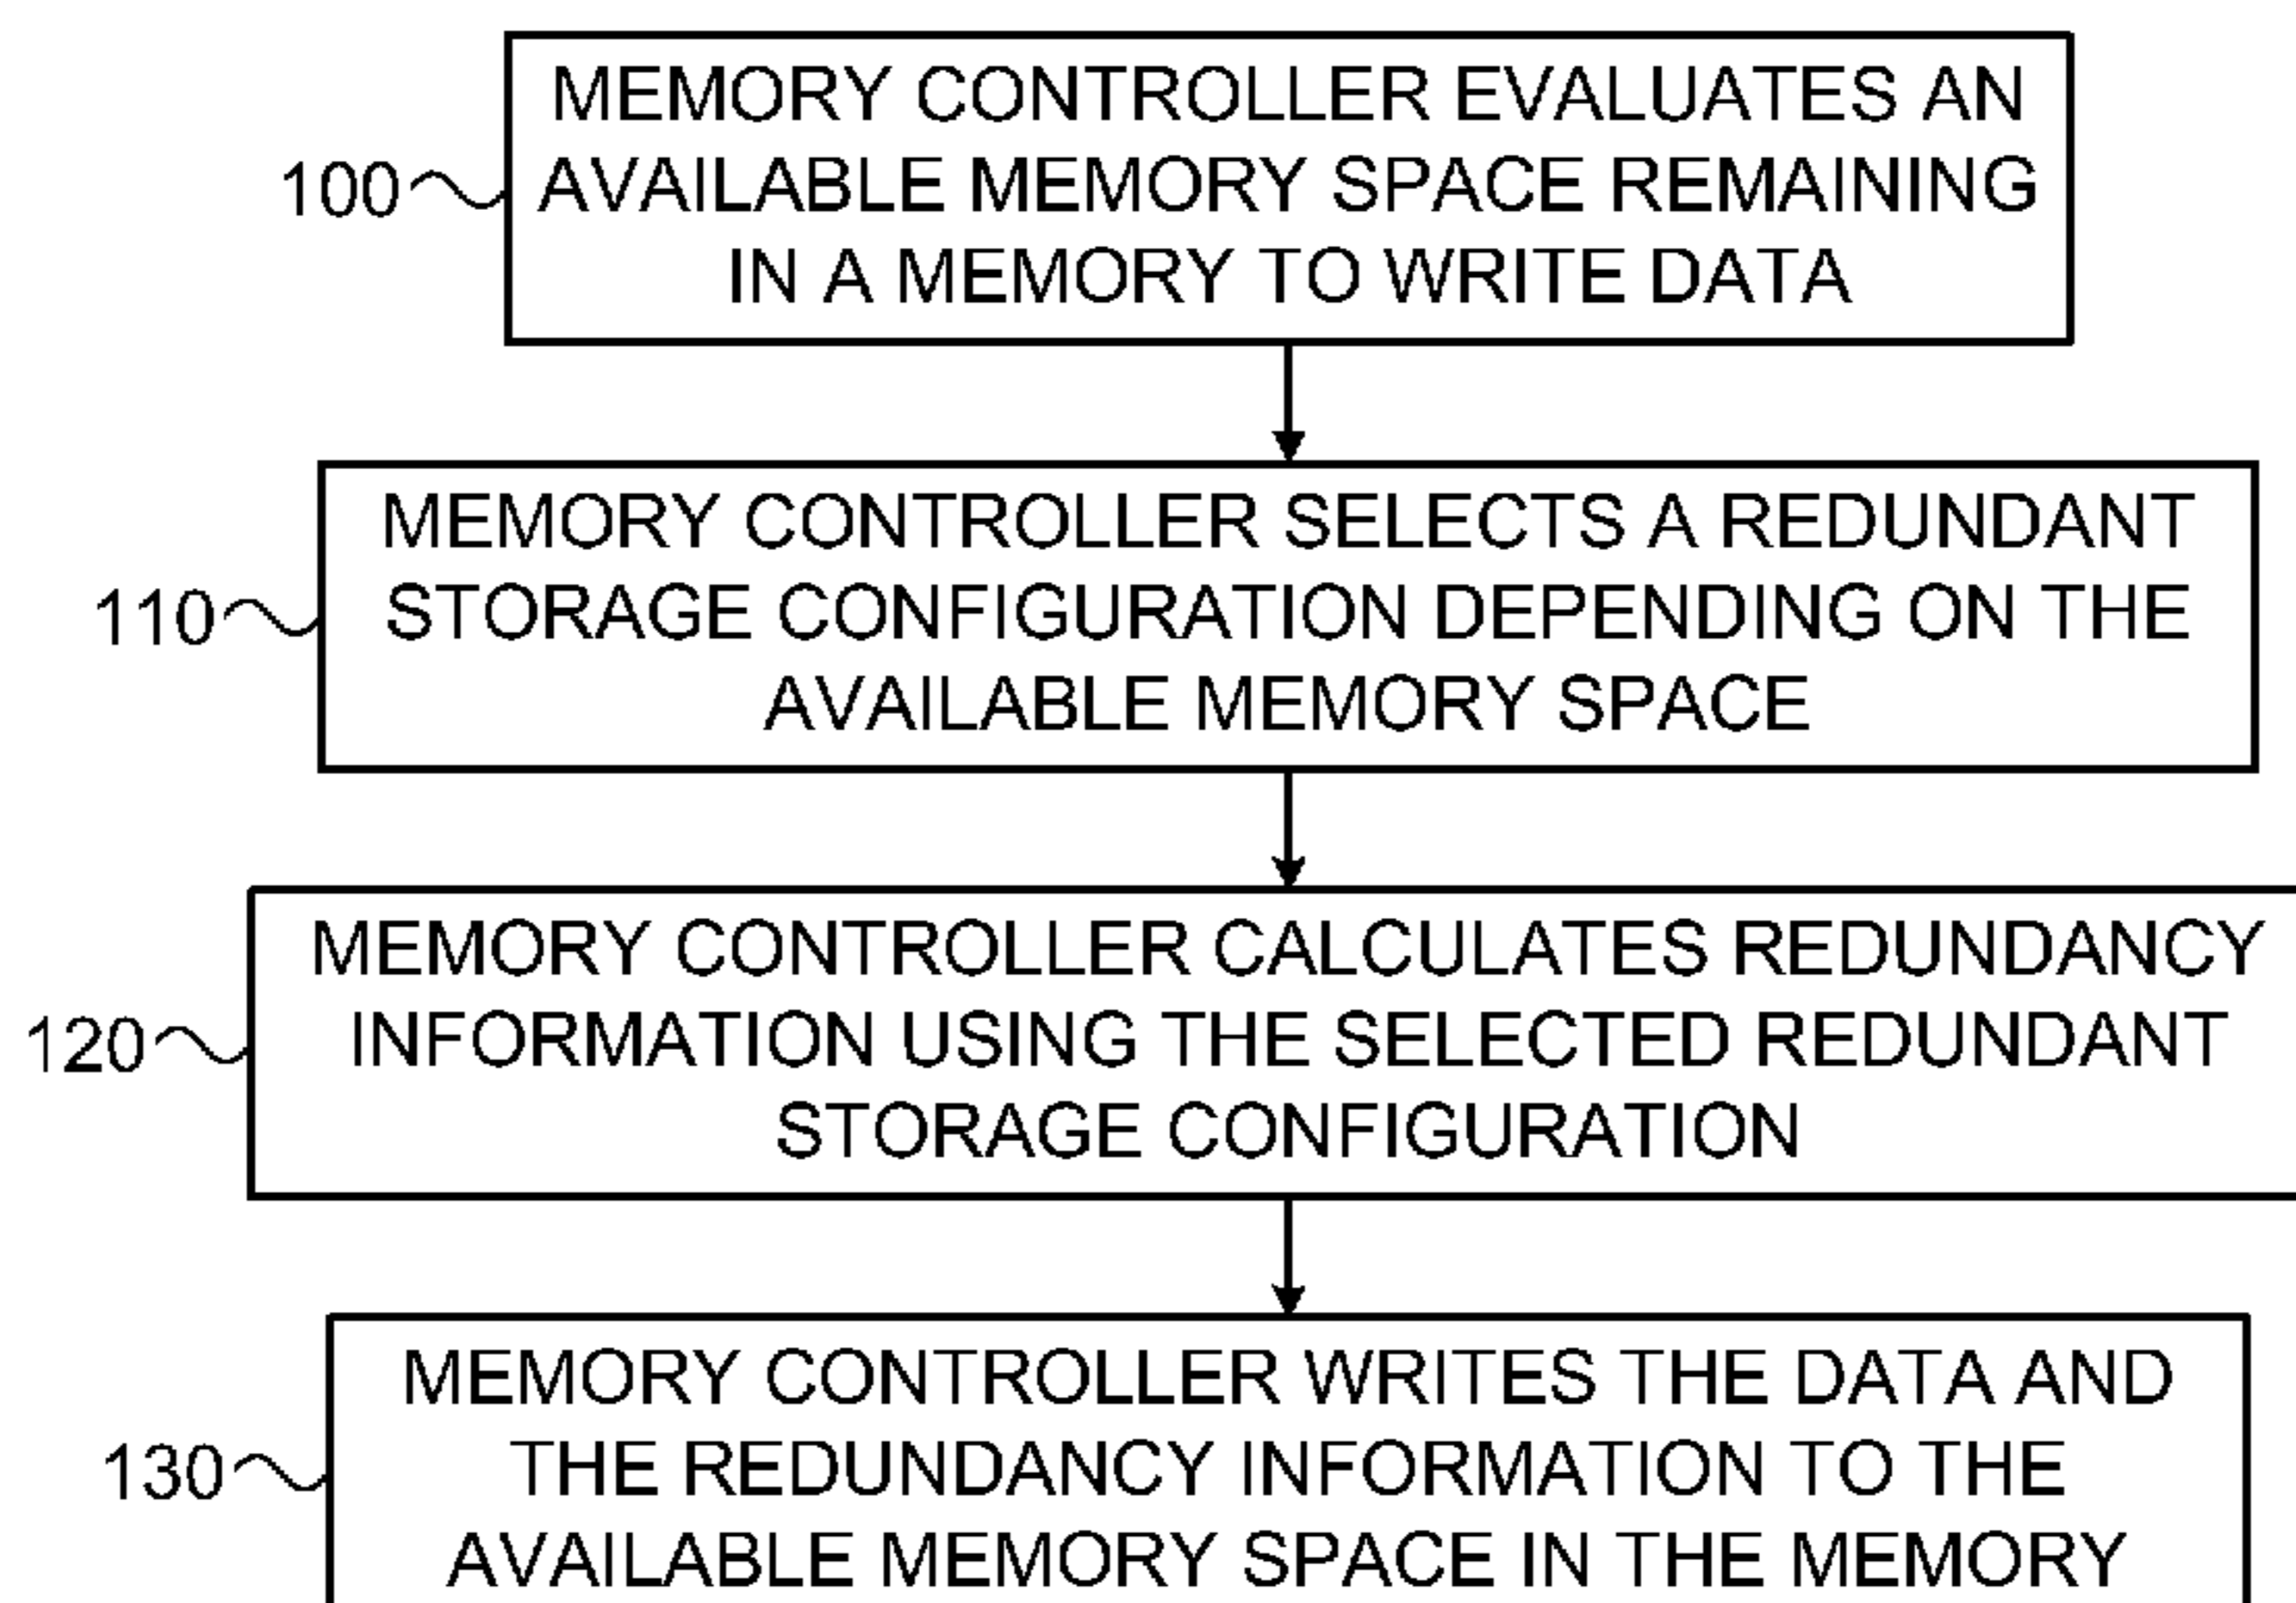 MEMORY CONTROLLER EVALUATES AN
100 AVAILABLE MEMORY SPACE REMAINING
IN A MEMORY TO WRITE DATA
MEMORY CONTROLLER SELECTS A REDUNDANT
110 STORAGE CONFIGURATION DEPENDING ON THE
AVAILABLE MEMORY SPACE
MEMORY CONTROLLER CALCULATES REDUNDANCY
120 INFORMATION USING THE SELECTED REDUNDANT
STORAGE CONFIGURATION
MEMORY CONTROLLER WRITES THE DATA AND
130 THE REDUNDANCY INFORMATION TO THE
AVAILABLE MEMORY SPACE IN THE MEMORY